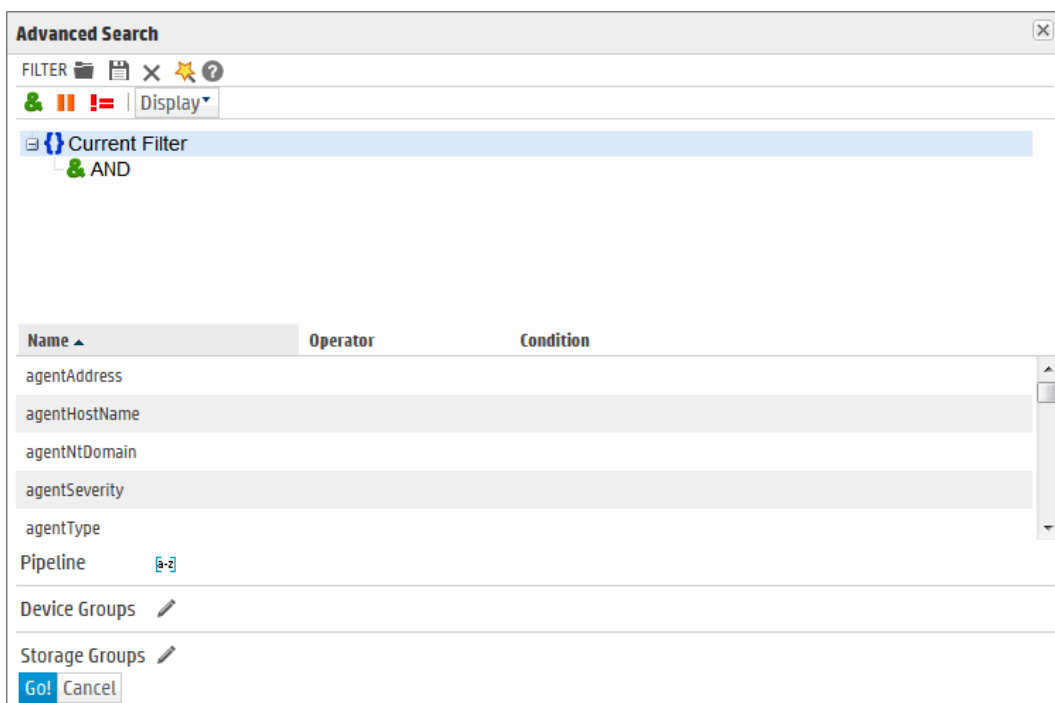 Advanced Search
FILTER
& !=  Display
{} Current Filter
& AND
Name Operator Condition
agentAddress
agentHostName
agentNtDomain
agentSeverity
agentType
Pipeline [a-z]
Device Groups
Storage Groups
Go! Cancel